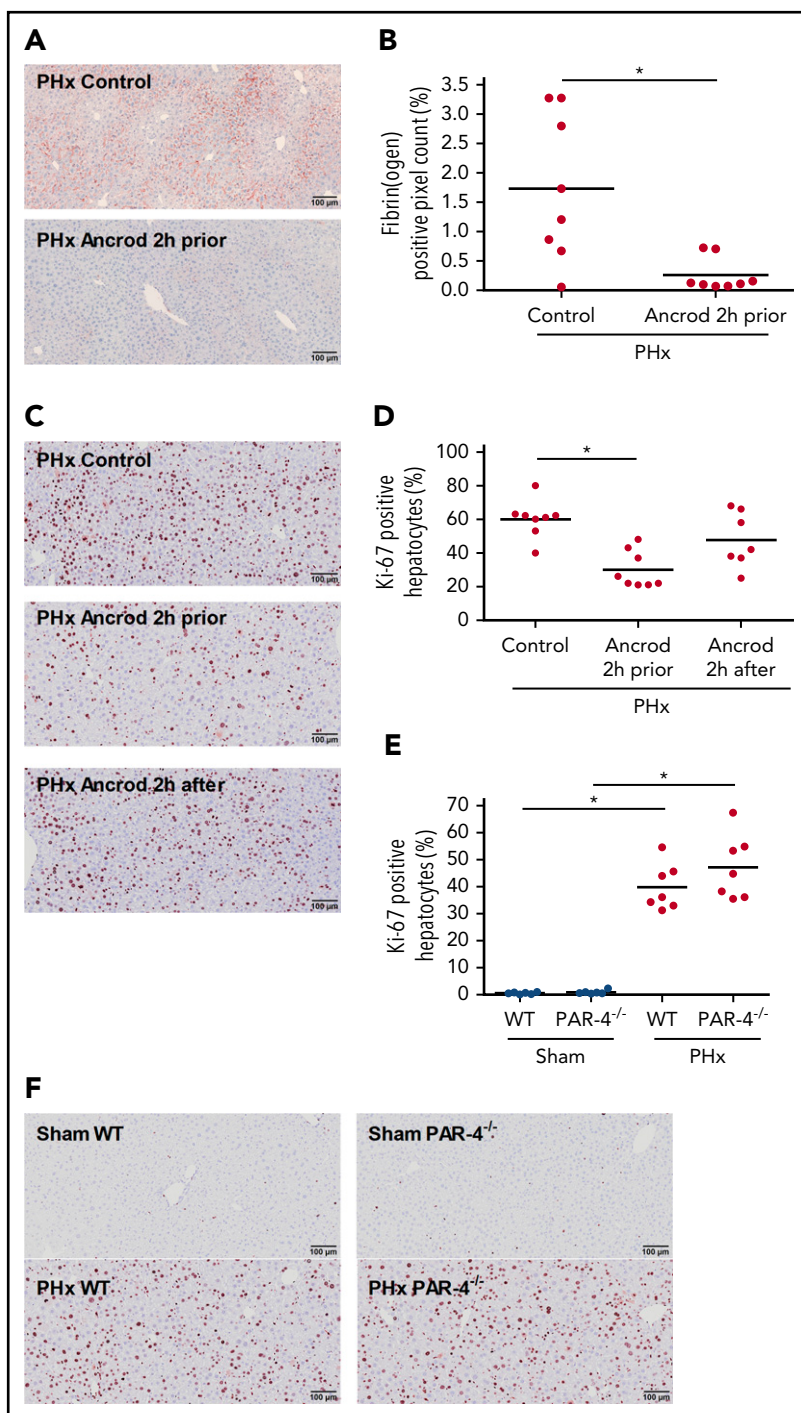 A
PHx Control
100 μm
PHx Ancrod 2h prior
100 μm
B
Fibrin(ogen)
positive pixel count (%)
3.5
3.0
2.5
2.0
1.5
1.0
0.5
0.0
*
Control
Ancrod 2h prior
PHx
C
PHx Control
100 μm
PHx Ancrod 2h prior
100 μm
PHx Ancrod 2h after
100 μm
D
Ki-67 positive
hepatocytes (%)
100
80
60
40
20
0
*
Control
Ancrod
2h prior
Ancrod
2h after
PHx
E
Ki-67 positive
hepatocytes (%)
70
60
50
40
30
20
10
0
*
*
WT
PAR-4-/-
WT
PAR-4-/-
Sham
PHx
F
Sham WT
100 μm
Sham PAR-4-/-
100 μm
PHx WT
100 μm
PHx PAR-4-/-
100 μm